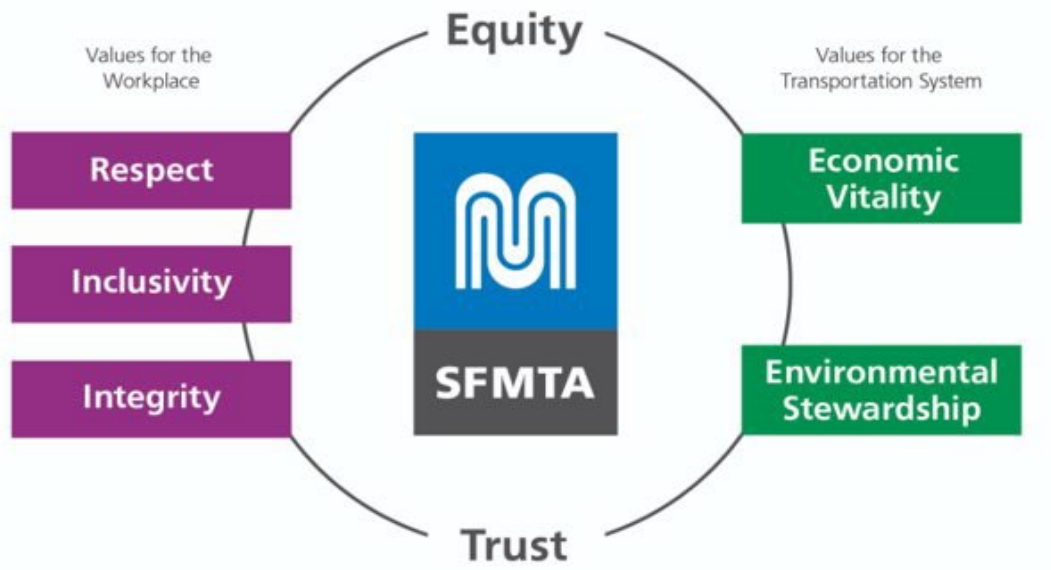 Equity
Values for the
Workplace
Respect
Inclusivity
Integrity
SFMTA
Values for the
Transportation System
Economic
Vitality
Environmental
Stewardship
Trust